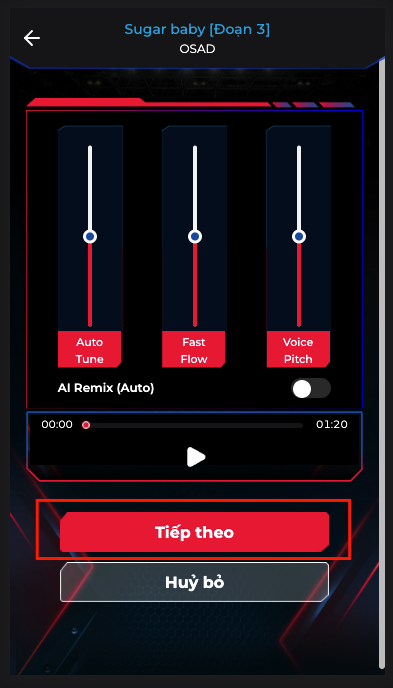 Sugar baby [Đoạn 3]
OSAD
Auto
Tune
Fast
Flow
Voice
Pitch
AI Remix (Auto)
00:00
01:20
Tiếp theo
Huỷ bỏ